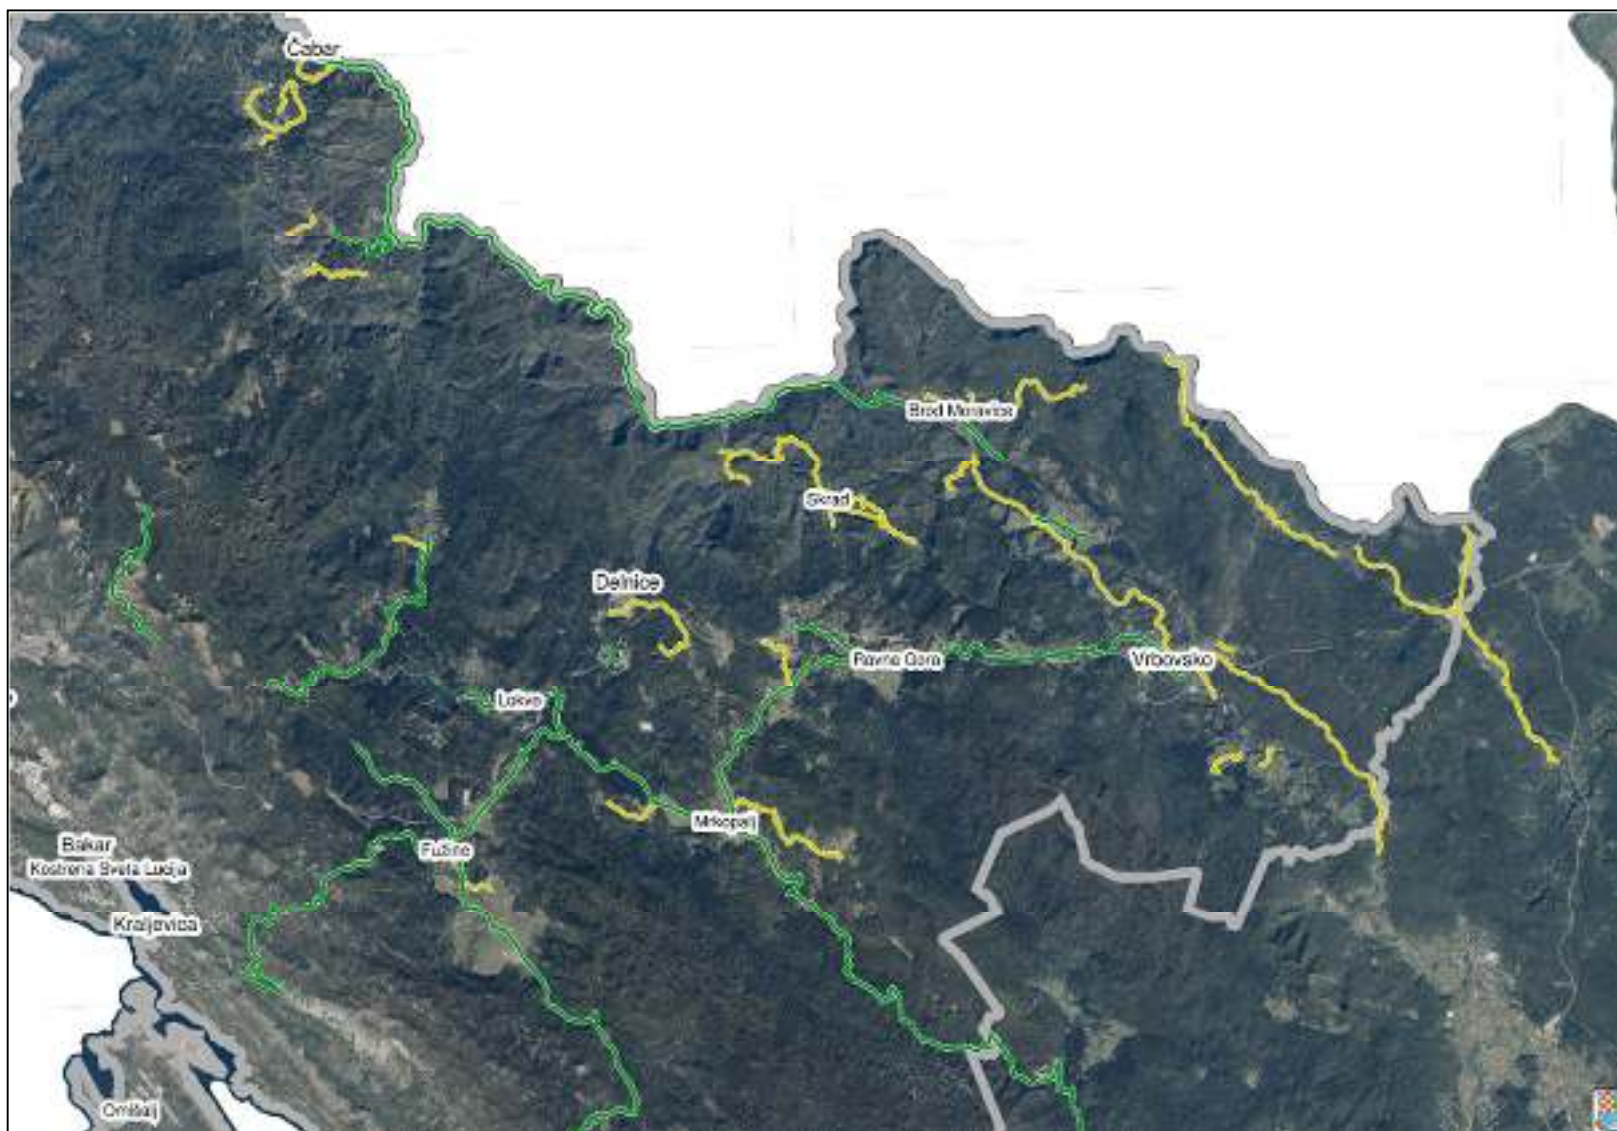 Čabar
Brod Moravice
Skrad
Delnice
Ravna Gora
Vrbovsko
Lokve
Mrkopalj
Fužine
Bakar
Kostrena Sveta Lucija
Kraljevica
Omišalj